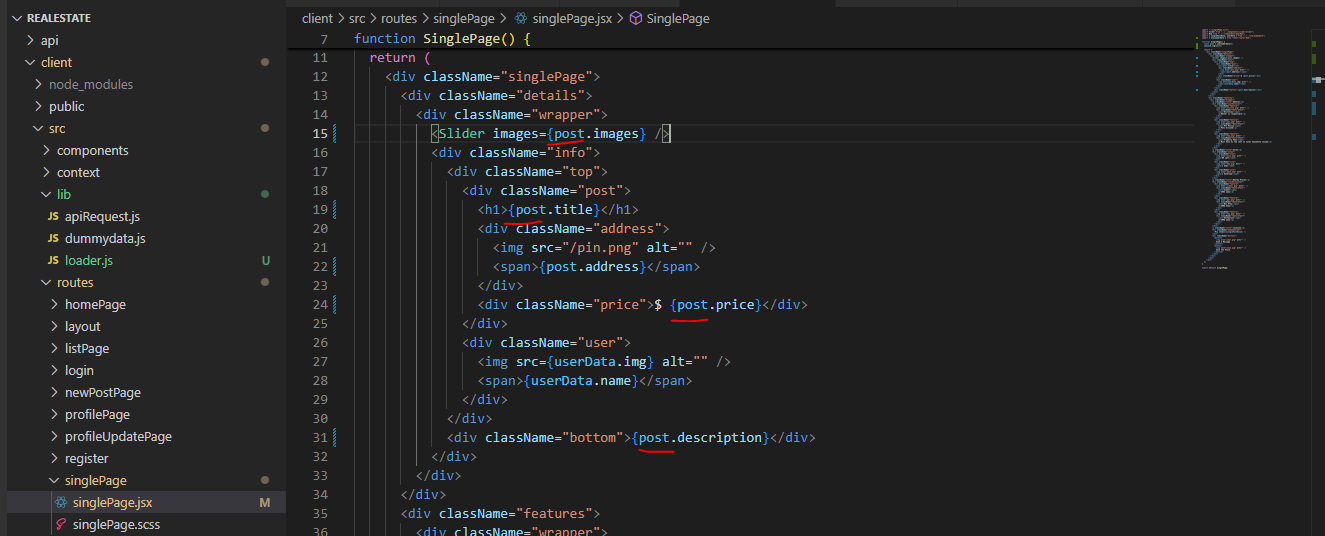 REALESTATE
api
client
node_modules
public
src
components
context
lib
JS apiRequest.js
JS dummydata.js
JS loader.js U
routes
homePage
layout
listPage
login
newPostPage
profilePage
profileUpdatePage
register
singlePage
singlePage.jsx M
singlePage.scss
client > src > routes > singlePage > singlePage.jsx > SinglePage
7 function SinglePage() {
11 return (
12 <div className="singlePage">
13 <div className="details">
14 <div className="wrapper">
15 <Slider images={post.images} />
16 <div className="info">
17 <div className="top">
18 <div className="post">
19 <h1>{post.title}</h1>
20 <div className="address">
21 <img src="/pin.png" alt="" />
22 <span>{post.address}</span>
23 </div>
24 <div className="price">$ {post.price}</div>
25 </div>
26 <div className="user">
27 <img src={userData.img} alt="" />
28 <span>{userData.name}</span>
29 </div>
30 </div>
31 <div className="bottom">{post.description}</div>
32 </div>
33 </div>
34 </div>
35 <div className="features">
36 <div className="wrapper">